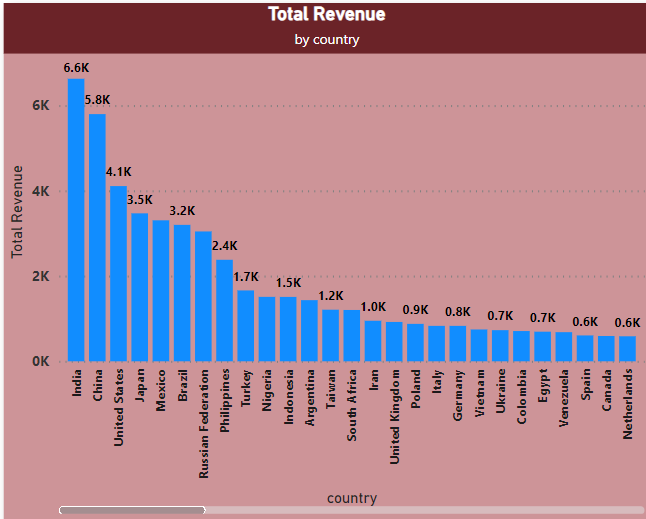 Total Revenue
by country
6.6K
5.8K
4.1K
3.5K
3.2K
2.4K
1.7K
1.5K
1.2K
1.0K
0.9K
0.8K
0.7K
0.7K
0.6K
0.6K
6K
4K
2K
0K
Total Revenue
India
China
United States
Japan
Mexico
Brazil
Russian Federation
Philippines
Turkey
Nigeria
Indonesia
Argentina
Taiwan
South Africa
Iran
United Kingdom
Poland
Italy
Germany
Vietnam
Ukraine
Colombia
Egypt
Venezuela
Spain
Canada
Netherlands
country